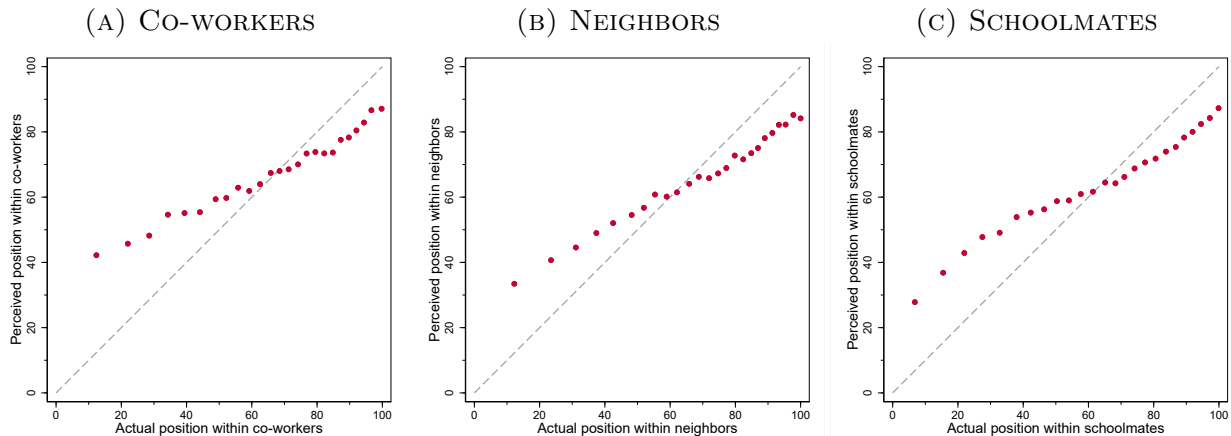 (A) CO-WORKERS
Perceived position within co-workers
100
80
60
40
20
0
0 20 40 60 80 100
Actual position within co-workers
(B) NEIGHBORS
Perceived position within neighbors
100
80
60
40
20
0
0 20 40 60 80 100
Actual position within neighbors
(C) SCHOOLMATES
Perceived position within schoolmates
100
80
60
40
20
0
0 20 40 60 80 100
Actual position within schoolmates